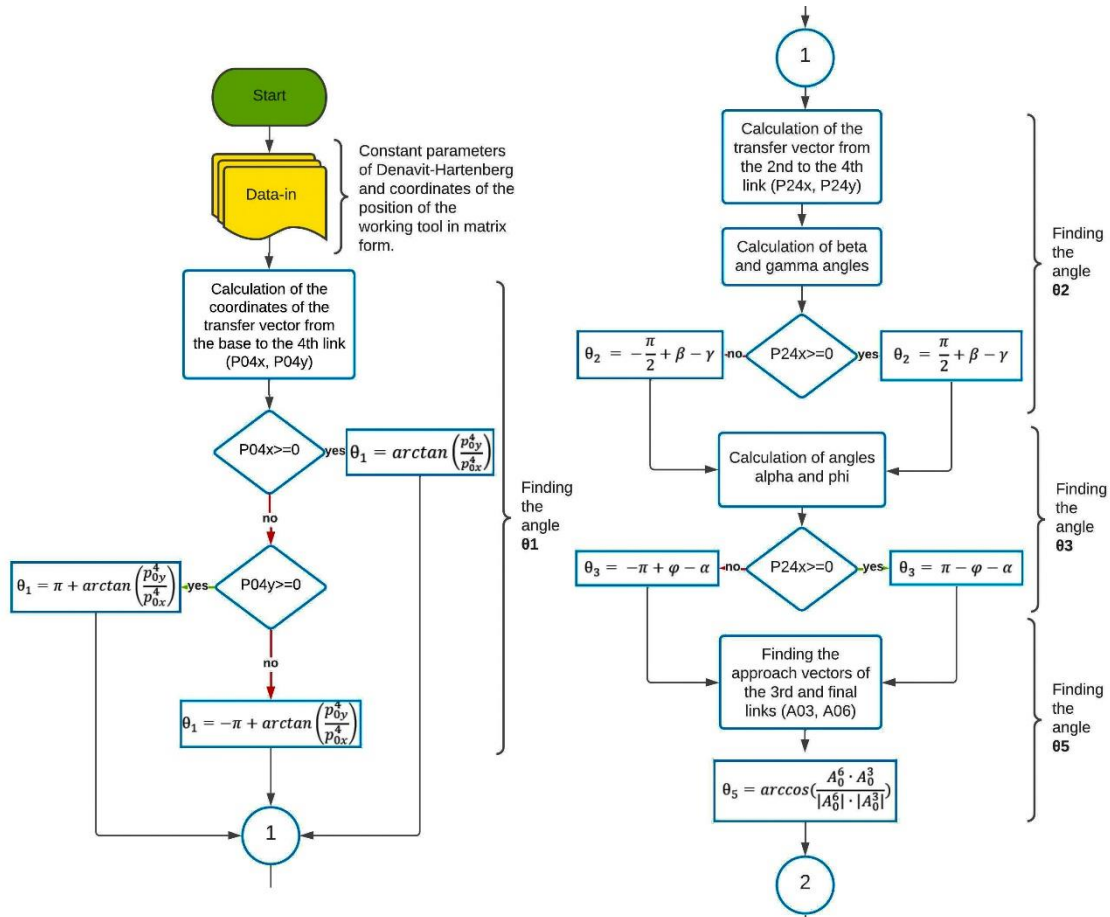 Start
Data-in
Constant parameters
of Denavit-Hartenberg
and coordinates of the
position of the
working tool in matrix
form.
Calculation of the
coordinates of the
transfer vector from
the base to the 4th link
(P04x, P04y)
P04x>=0
yes
θ₁ = arctan(p⁴₀y/p⁴₀x)
no
P04y>=0
yes
θ₁ = π + arctan(p⁴₀y/p⁴₀x)
no
θ₁ = −π + arctan(p⁴₀y/p⁴₀x)
Finding
the
angle
θ1
1
1
Calculation of the
transfer vector from
the 2nd to the 4th
link (P24x, P24y)
Calculation of beta
and gamma angles
P24x>=0
no
θ₂ = −π/2 + β − γ
yes
θ₂ = π/2 + β − γ
Finding
the
angle
θ2
Calculation of angles
alpha and phi
P24x>=0
no
θ₃ = −π + φ − α
yes
θ₃ = π − φ − α
Finding
the
angle
θ3
Finding the
approach vectors of
the 3rd and final
links (A03, A06)
θ₅ = arccos(A⁶₀ · A³₀/|A⁶₀| · |A³₀|)
Finding
the
angle
θ5
2